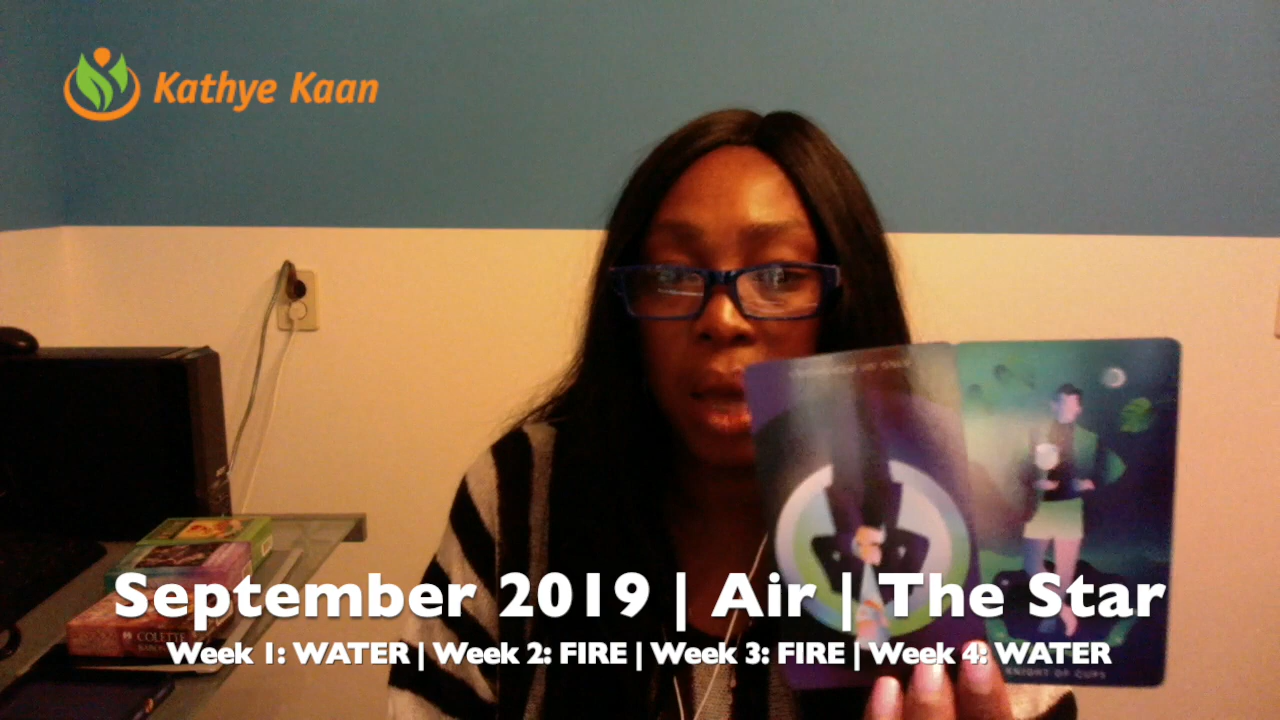 Kathye Kaan
September 2019 | Air | The Star
Week 1: WATER | Week 2: FIRE | Week 3: FIRE | Week 4: WATER
KNIGHT OF CUPS
COLETTE